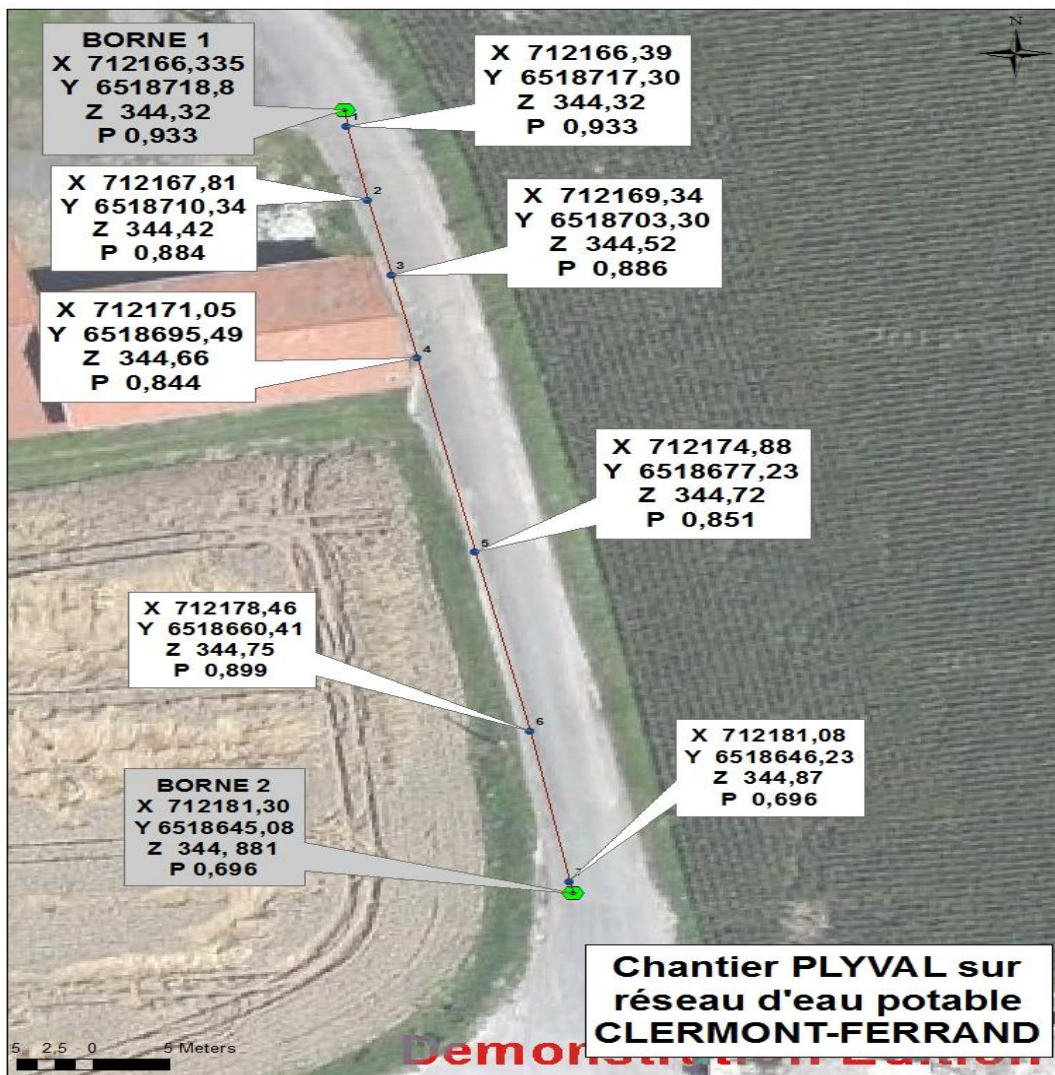 N
BORNE 1
X 712166,335
Y 6518718,8
Z 344,32
P 0,933
X 712166,39
Y 6518717,30
Z 344,32
P 0,933
1
X 712167,81
Y 6518710,34
Z 344,42
P 0,884
2
X 712169,34
Y 6518703,30
Z 344,52
P 0,886
3
X 712171,05
Y 6518695,49
Z 344,66
P 0,844
4
X 712174,88
Y 6518677,23
Z 344,72
P 0,851
5
X 712178,46
Y 6518660,41
Z 344,75
P 0,899
6
X 712181,08
Y 6518646,23
Z 344,87
P 0,696
7
BORNE 2
X 712181,30
Y 6518645,08
Z 344, 881
P 0,696
Chantier PLYVAL sur
réseau d'eau potable
CLERMONT-FERRAND
5 2,5 0 5 Meters